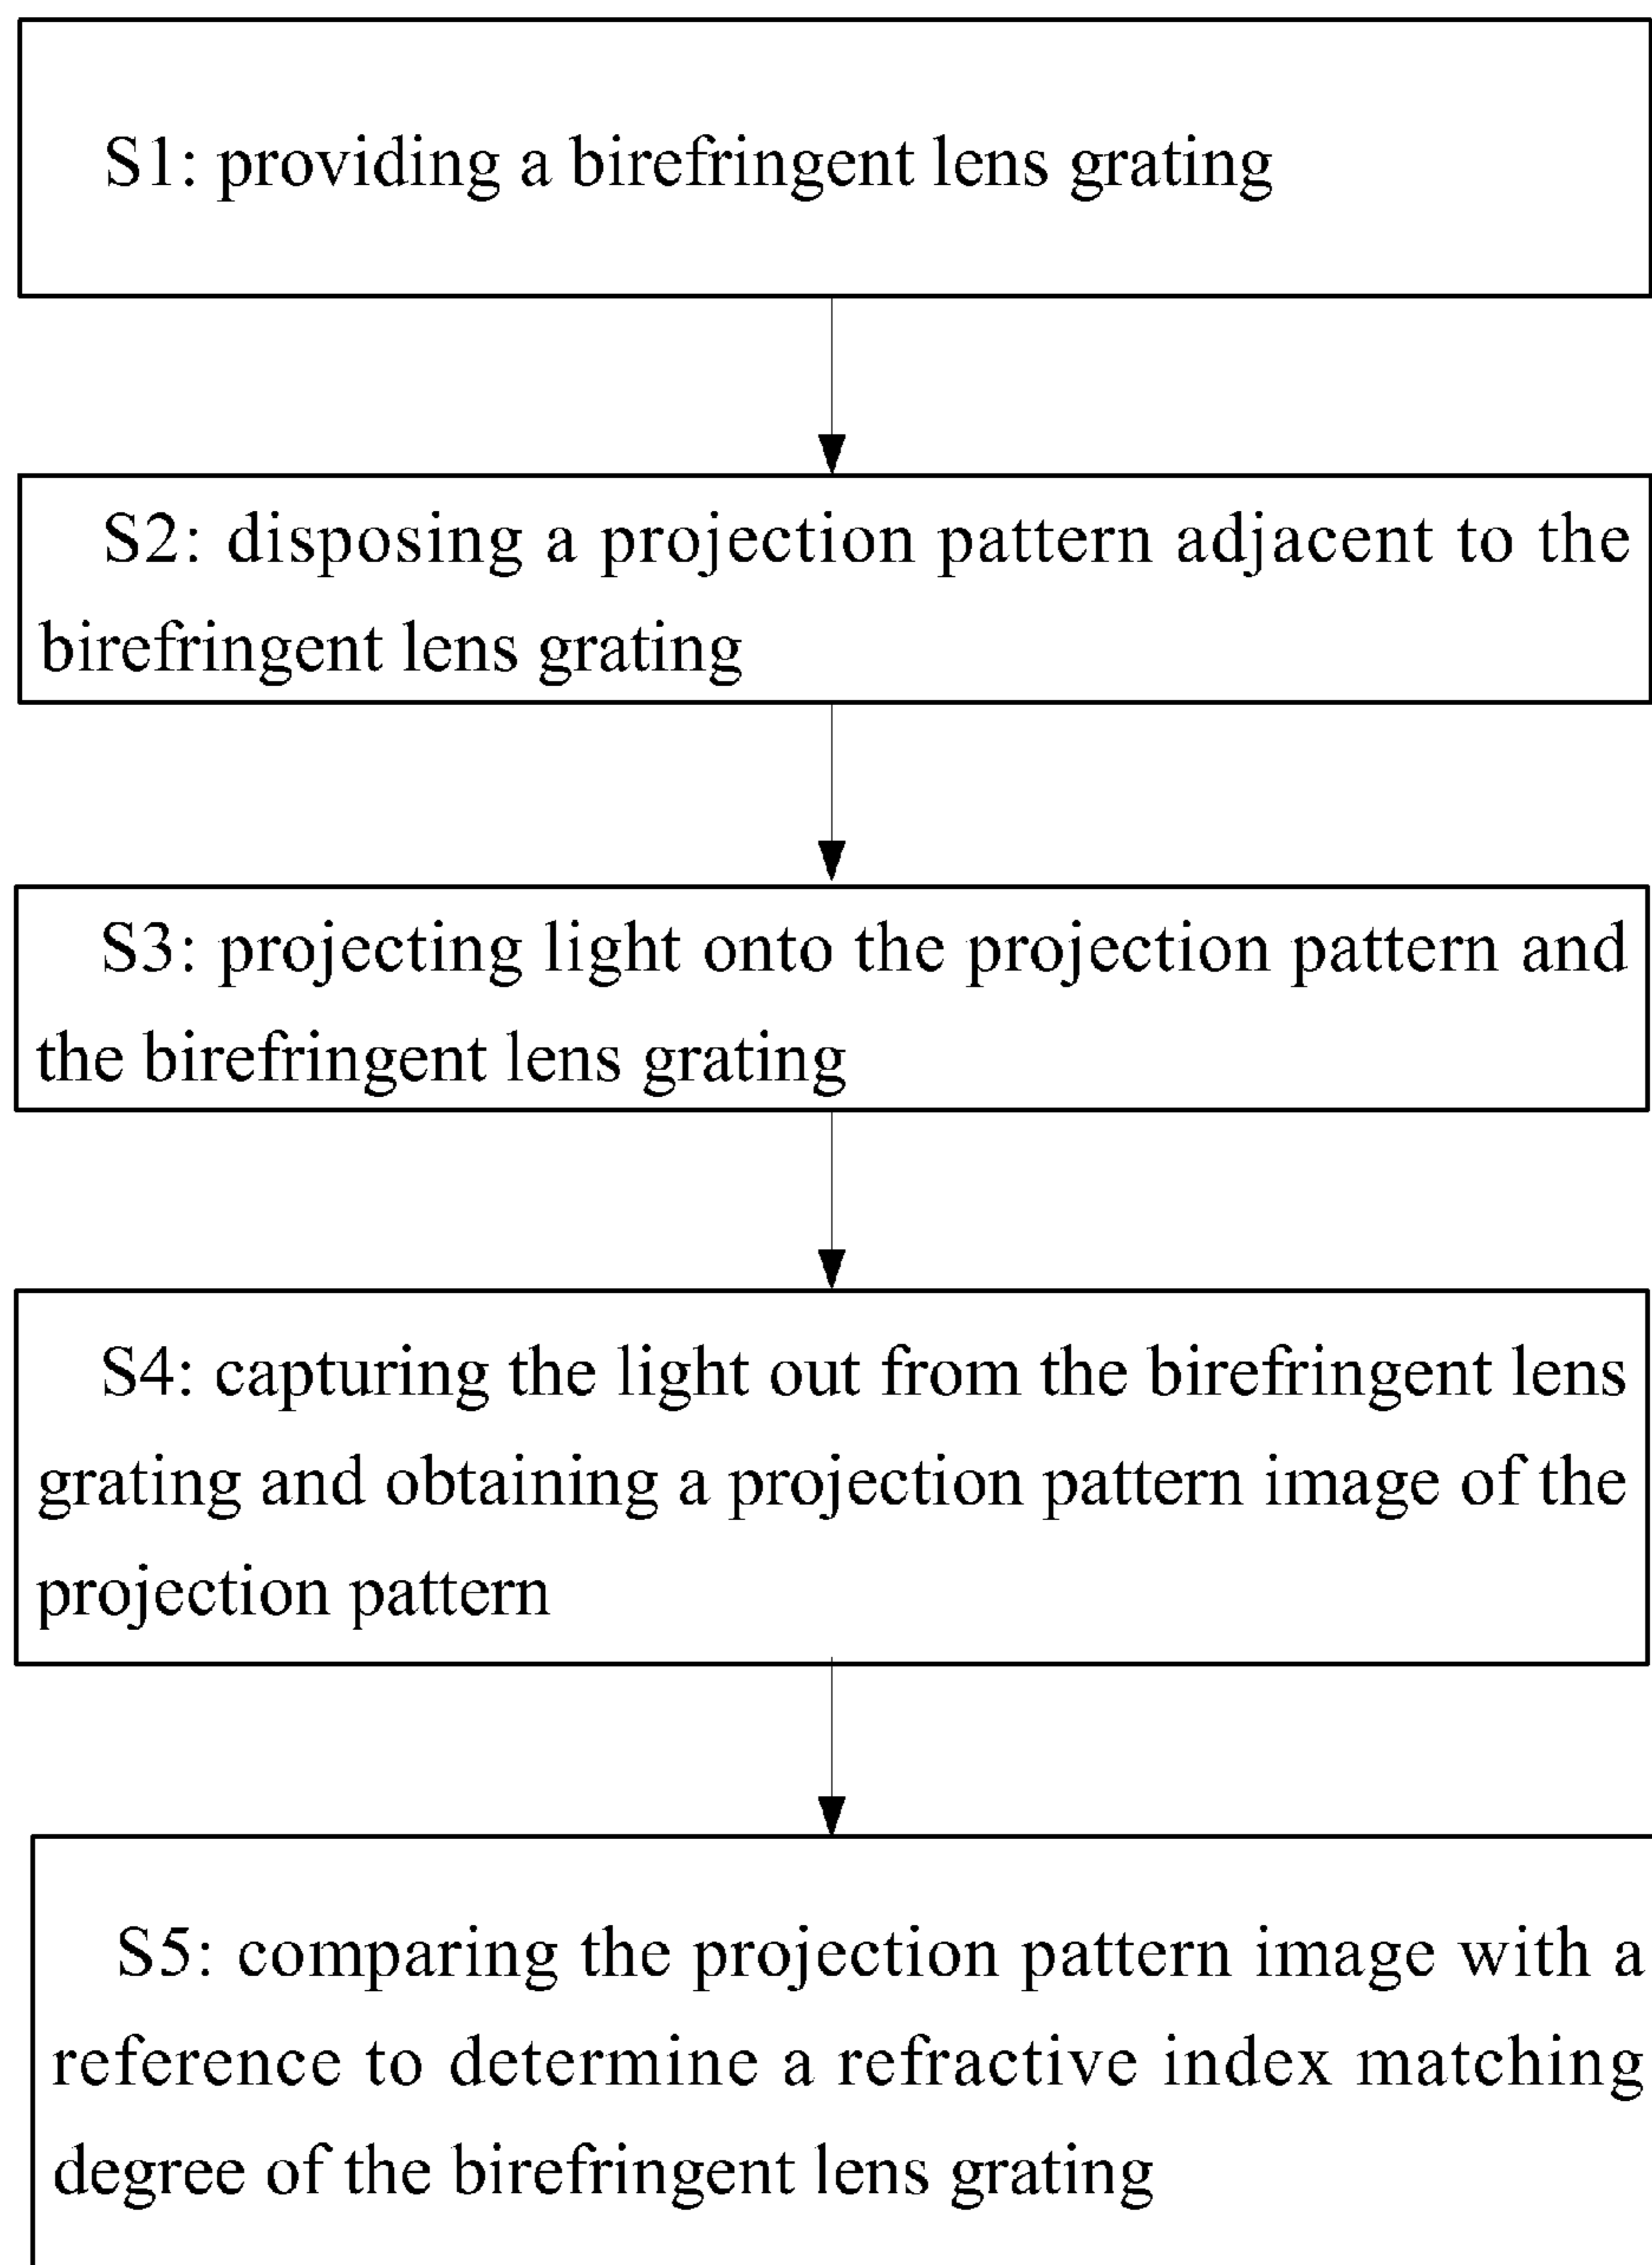 S1: providing a birefringent lens grating
S2: disposing a projection pattern adjacent to the
birefringent lens grating
S3: projecting light onto the projection pattern and
the birefringent lens grating
S4: capturing the light out from the birefringent lens
grating and obtaining a projection pattern image of the
projection pattern
S5: comparing the projection pattern image with a
reference to determine a refractive index matching
degree of the birefringent lens grating